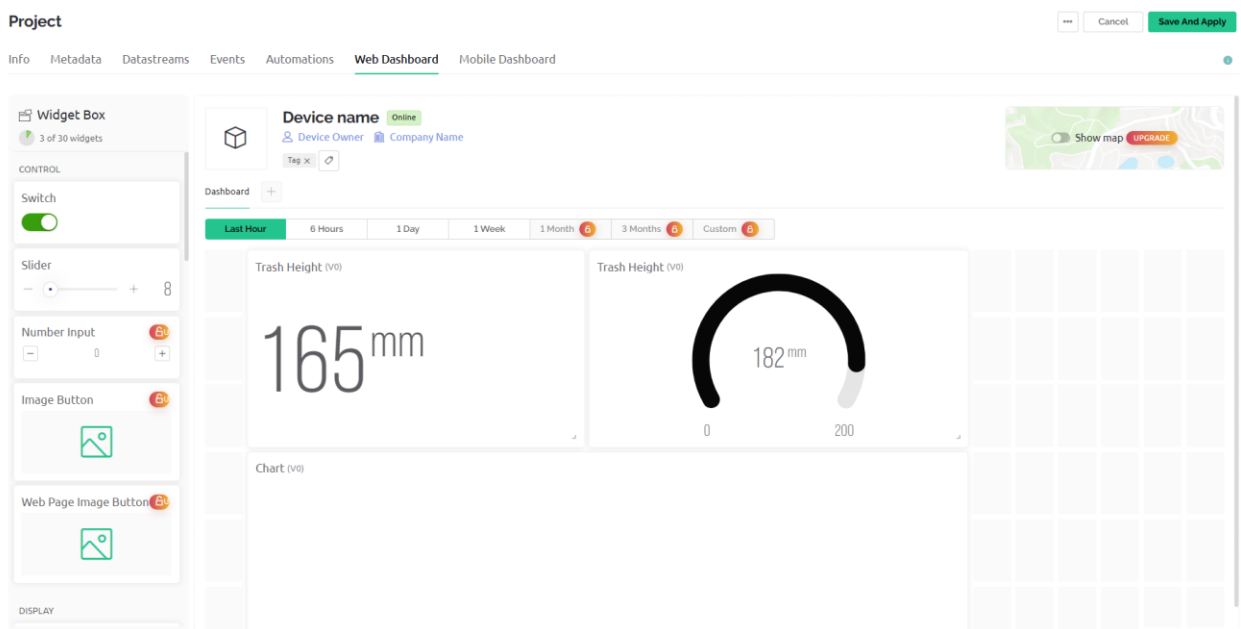 Project
Cancel
Save And Apply
Info Metadata Datastreams Events Automations Web Dashboard Mobile Dashboard
Widget Box
3 of 30 widgets
CONTROL
Switch
Slider
8
Number Input
0
Image Button
Web Page Image Button
DISPLAY
Device name Online
Device Owner Company Name
Tag ×
Show map UPGRADE
Dashboard
Last Hour 6 Hours 1 Day 1 Week 1 Month 3 Months Custom
Trash Height (V0)
165 mm
Trash Height (V0)
182 mm
0 200
Chart (V0)